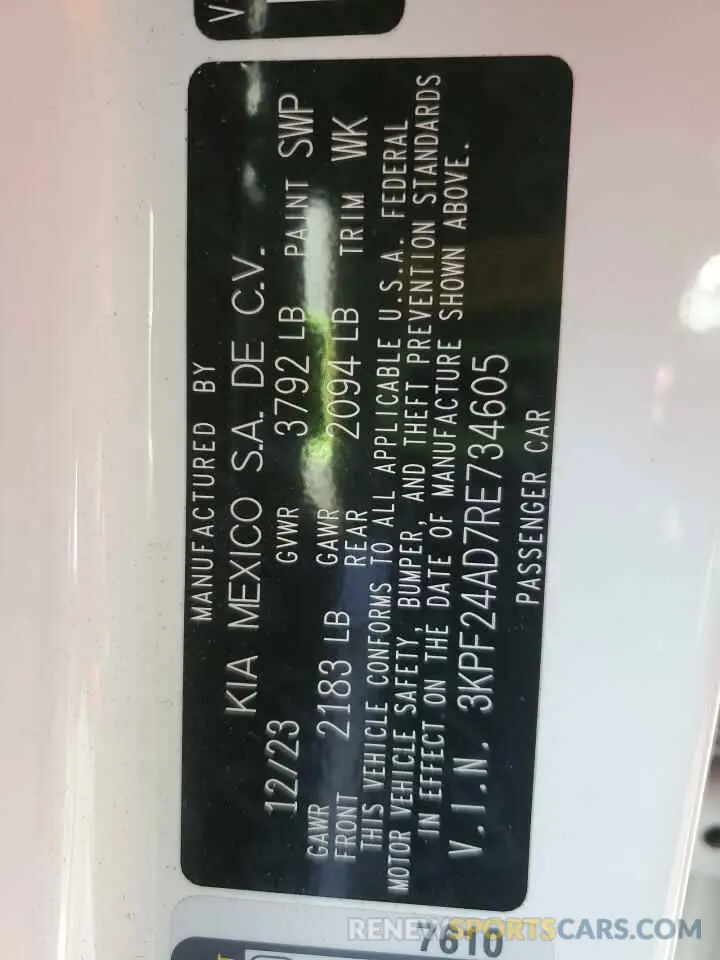 V
MANUFACTURED BY
KIA MEXICO S.A. DE C.V.
12/23 GVWR 3792 LB PAINT SWP
GAWR FRONT 2183 LB GAWR REAR 2094 LB TRIM WK
THIS VEHICLE CONFORMS TO ALL APPLICABLE U.S.A. FEDERAL
MOTOR VEHICLE SAFETY, BUMPER, AND THEFT PREVENTION STANDARDS
IN EFFECT ON THE DATE OF MANUFACTURE SHOWN ABOVE.
V.I.N. 3KPF24AD7RE734605
PASSENGER CAR
7610
RENEWSPORTSCARS.COM